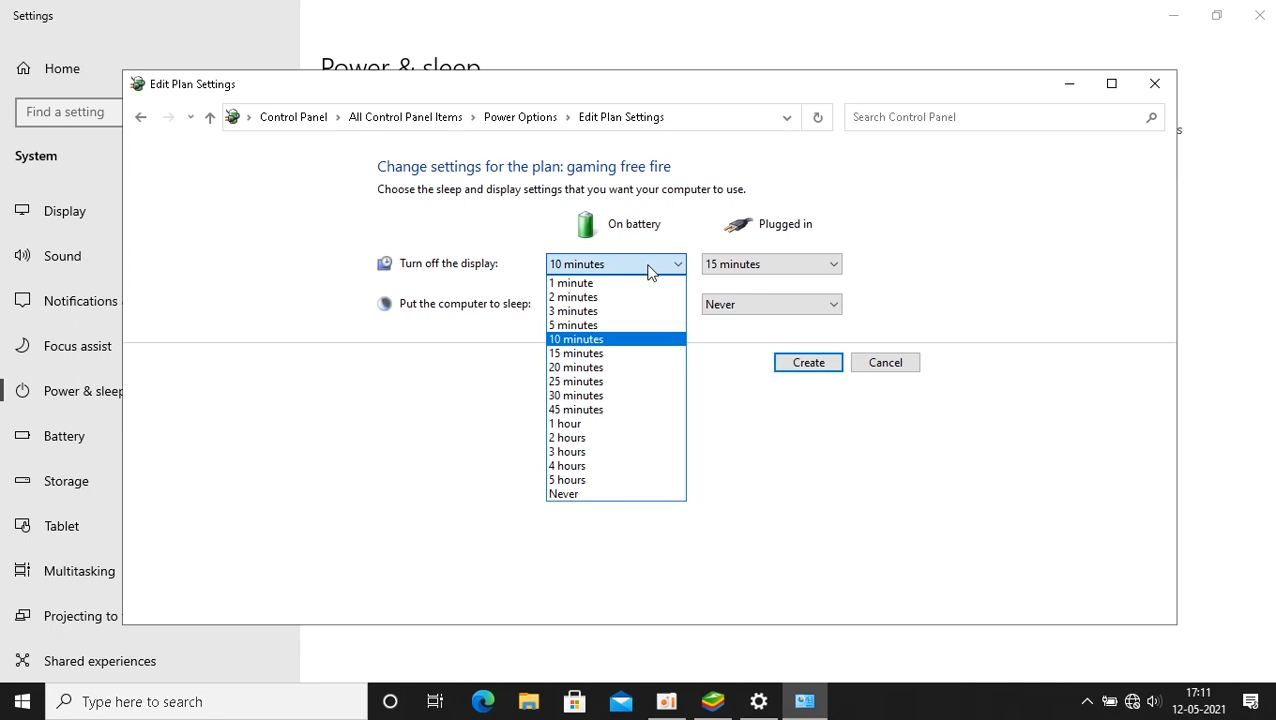 Settings
Home
Power & sleep
Edit Plan Settings
Find a setting
Control Panel
All Control Panel Items
Power Options
Edit Plan Settings
Search Control Panel
System
Change settings for the plan: gaming free fire
Choose the sleep and display settings that you want your computer to use.
Display
On battery
Plugged in
Sound
Turn off the display:
10 minutes
15 minutes
1 minute
2 minutes
3 minutes
5 minutes
10 minutes
15 minutes
20 minutes
25 minutes
30 minutes
45 minutes
1 hour
2 hours
3 hours
4 hours
5 hours
Never
Notifications
Put the computer to sleep:
Never
Focus assist
Create
Cancel
Power & sleep
Battery
Storage
Tablet
Multitasking
Projecting to
Shared experiences
Type here to search
17:11
12-05-2021